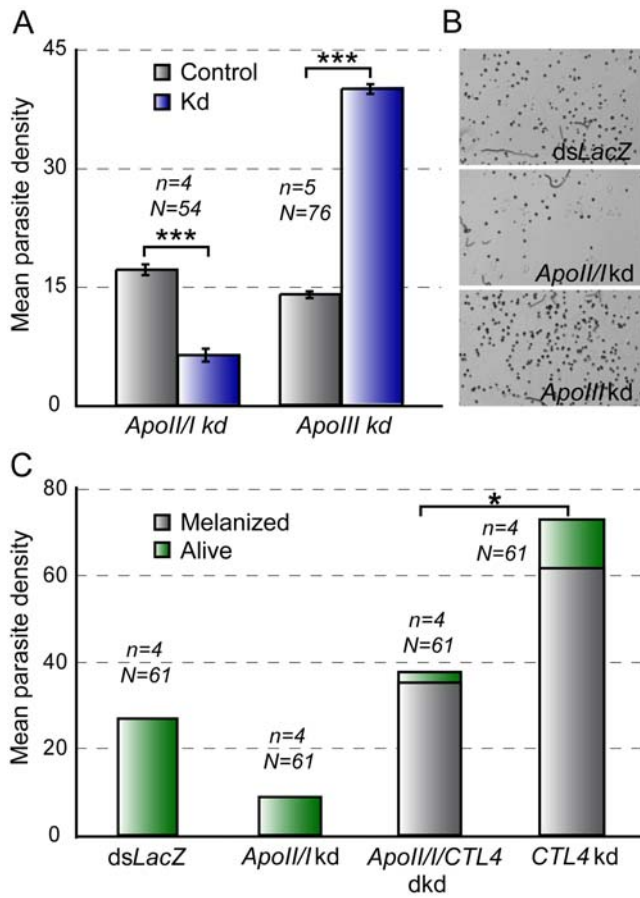 A
B
45
30
15
0
Mean parasite density
Control
Kd
n=4
N=54
***
n=5
N=76
***
ApoII/I kd
ApoIII kd
dsLacZ
ApoII/I kd
ApoIII kd
C
80
60
40
20
0
Mean parasite density
Melanized
Alive
n=4
N=61
n=4
N=61
n=4
N=61
n=4
N=61
*
dsLacZ
ApoII/I kd
ApoII/I/CTL4
dkd
CTL4 kd